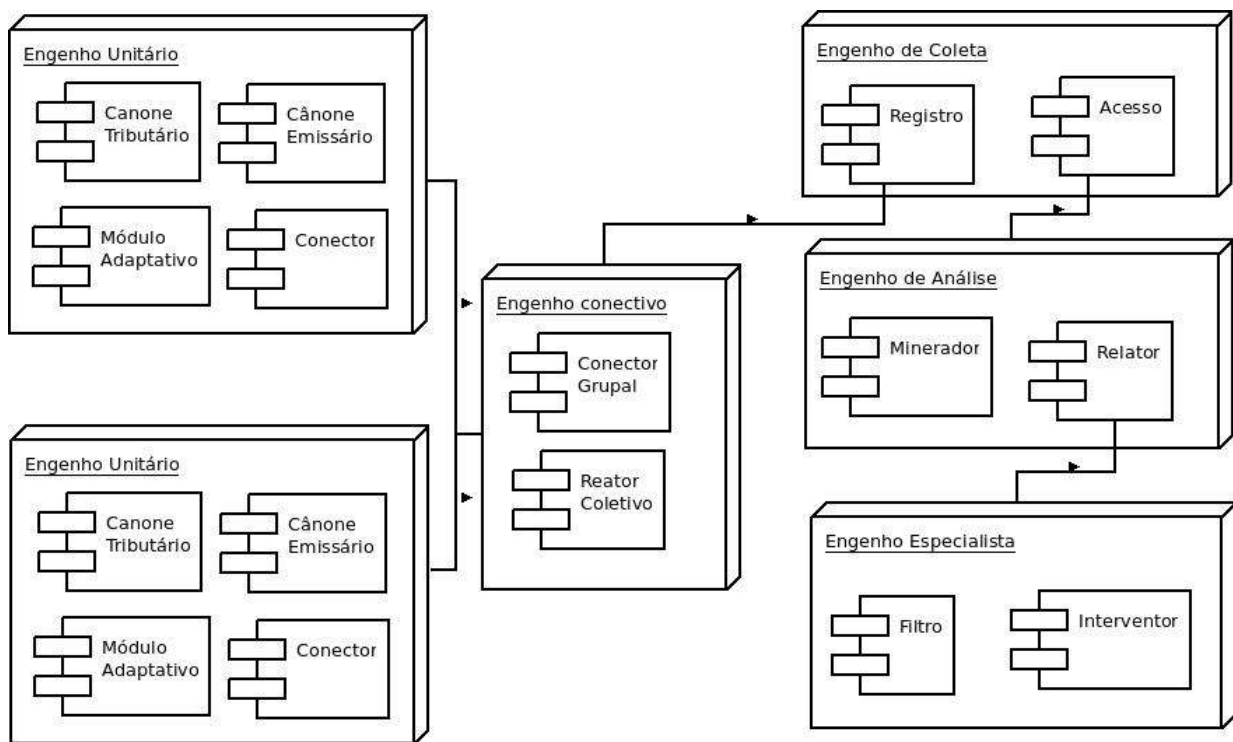 Engenho Unitário
Canone
Tributário
Cânone
Emissário
Módulo
Adaptativo
Conector
Engenho Unitário
Canone
Tributário
Cânone
Emissário
Módulo
Adaptativo
Conector
Engenho conectivo
Conector
Grupal
Reator
Coletivo
Engenho de Coleta
Registro
Acesso
Engenho de Análise
Minerador
Relator
Engenho Especialista
Filtro
Interventor